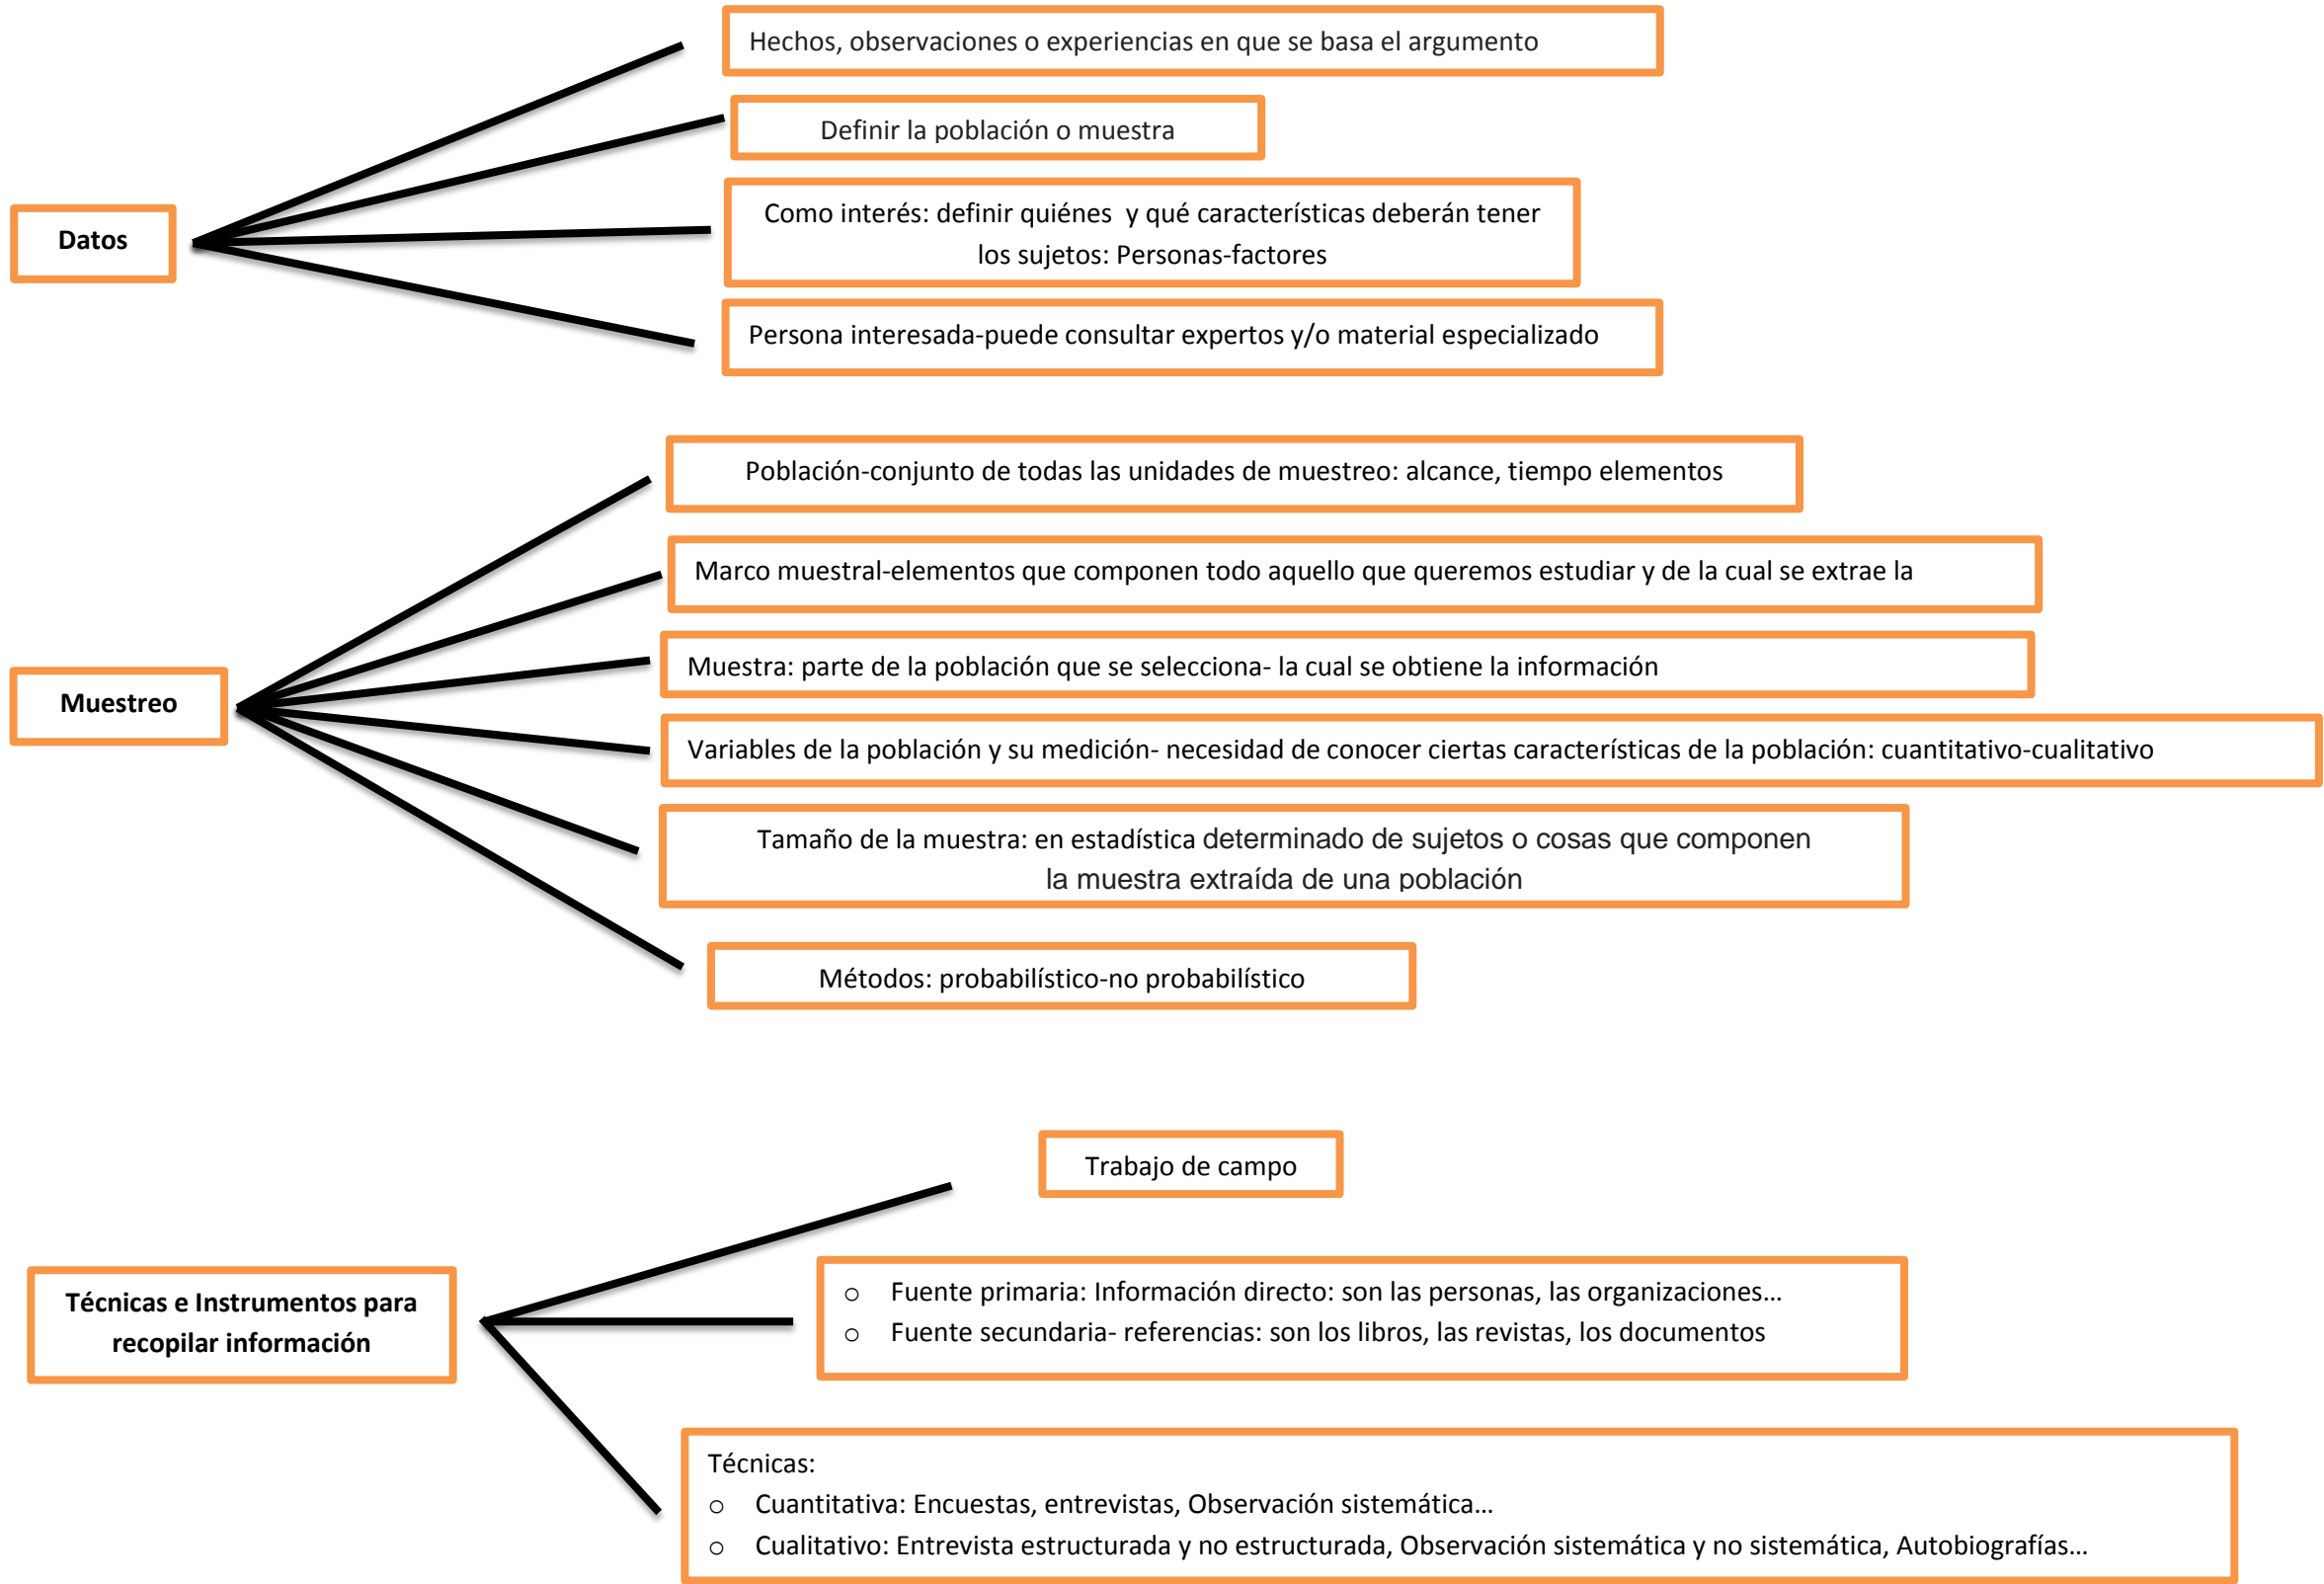 Hechos, observaciones o experiencias en que se basa el argumento
Definir la población o muestra
Datos
Como interés: definir quiénes y qué características deberán tener
los sujetos: Personas-factores
Persona interesada-puede consultar expertos y/o material especializado
Población-conjunto de todas las unidades de muestreo: alcance, tiempo elementos
Marco muestral-elementos que componen todo aquello que queremos estudiar y de la cual se extrae la
Muestra: parte de la población que se selecciona- la cual se obtiene la información
Muestreo
Variables de la población y su medición- necesidad de conocer ciertas características de la población: cuantitativo-cualitativo
Tamaño de la muestra: en estadística determinado de sujetos o cosas que componen
la muestra extraída de una población
Métodos: probabilístico-no probabilístico
Trabajo de campo
Técnicas e Instrumentos para
recopilar información
o Fuente primaria: Información directo: son las personas, las organizaciones…
o Fuente secundaria- referencias: son los libros, las revistas, los documentos
Técnicas:
o Cuantitativa: Encuestas, entrevistas, Observación sistemática…
o Cualitativo: Entrevista estructurada y no estructurada, Observación sistemática y no sistemática, Autobiografías…